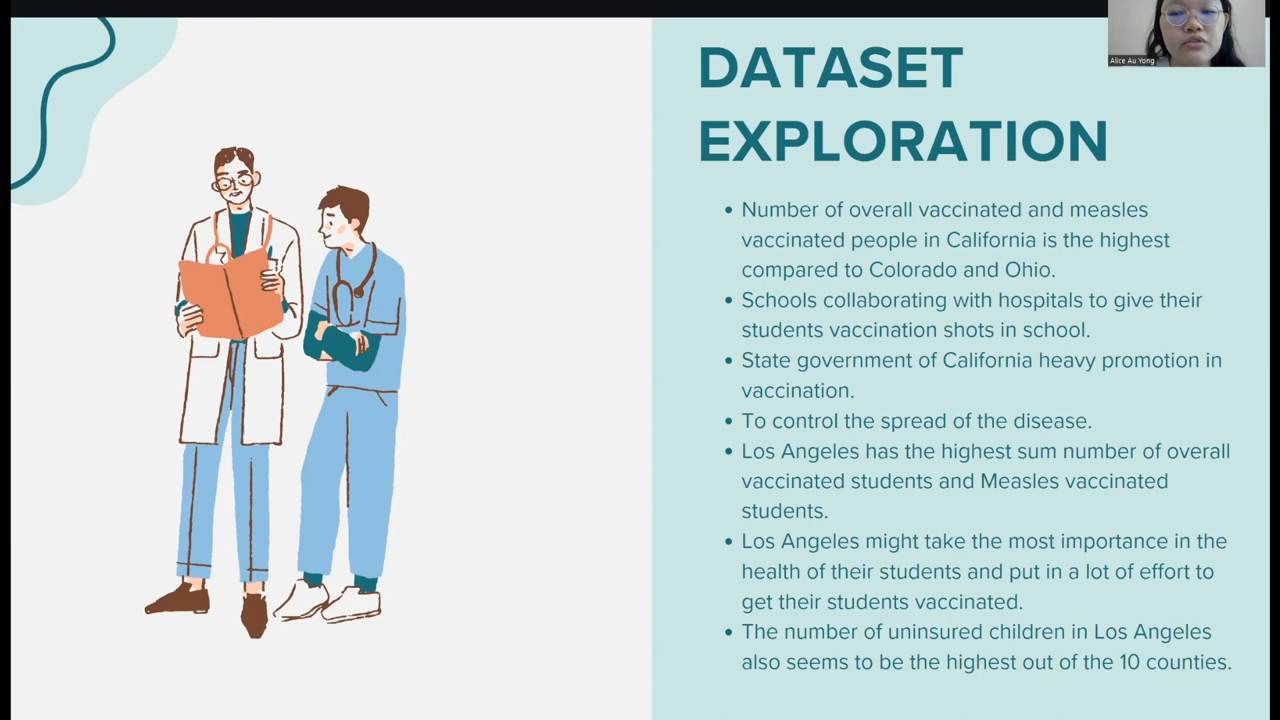 DATASET
EXPLORATION
Alice Au Yong
• Number of overall vaccinated and measles
vaccinated people in California is the highest
compared to Colorado and Ohio.
• Schools collaborating with hospitals to give their
students vaccination shots in school.
• State government of California heavy promotion in
vaccination.
• To control the spread of the disease.
• Los Angeles has the highest sum number of overall
vaccinated students and Measles vaccinated
students.
• Los Angeles might take the most importance in the
health of their students and put in a lot of effort to
get their students vaccinated.
• The number of uninsured children in Los Angeles
also seems to be the highest out of the 10 counties.